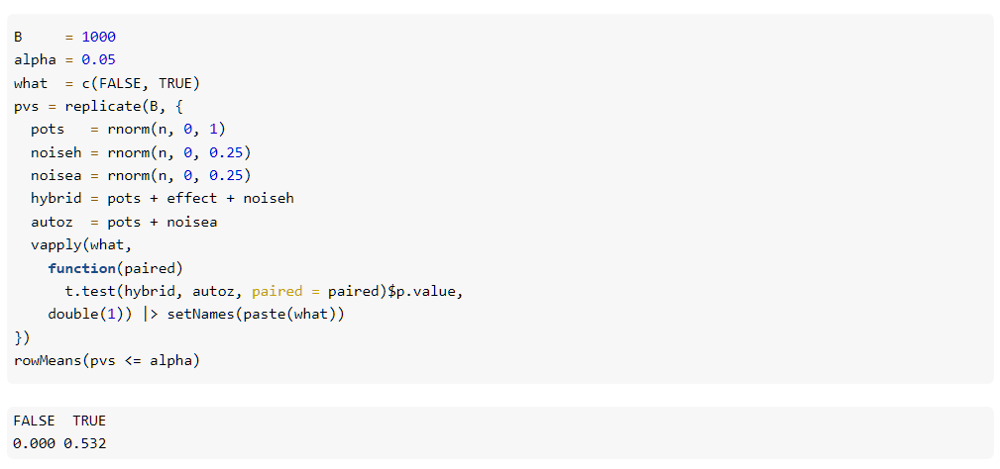 B     = 1000
alpha = 0.05
what  = c(FALSE, TRUE)
pvs = replicate(B, {
  pots   = rnorm(n, 0, 1)
  noiseh = rnorm(n, 0, 0.25)
  noisea = rnorm(n, 0, 0.25)
  hybrid = pots + effect + noiseh
  autoz  = pots + noisea
  vapply(what,
    function(paired)
      t.test(hybrid, autoz, paired = paired)$p.value,
    double(1)) |> setNames(paste(what))
})
rowMeans(pvs <= alpha)
FALSE  TRUE
0.000 0.532